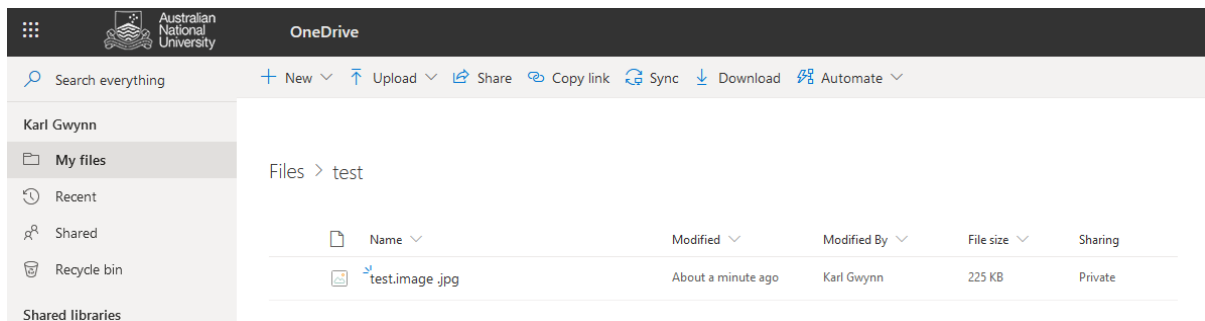 Australian
National
University
OneDrive
Search everything
New Upload Share Copy link Sync Download Automate
Karl Gwynn
My files
Recent
Shared
Recycle bin
Shared libraries
Files > test
Name Modified Modified By File size Sharing
test.image .jpg About a minute ago Karl Gwynn 225 KB Private